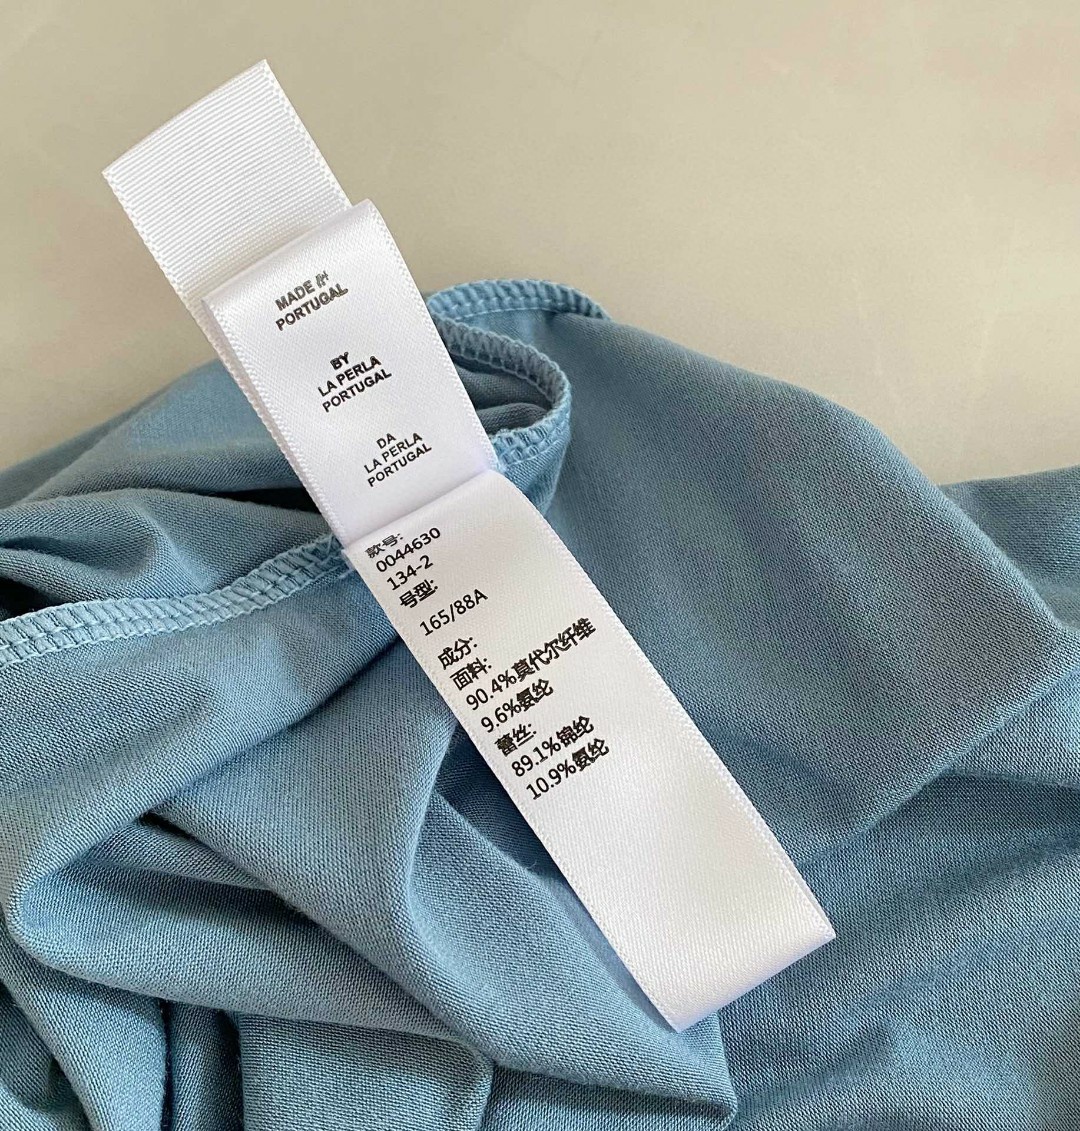 MADE IN
PORTUGAL
BY
LA PERLA
PORTUGAL
DA
LA PERLA
PORTUGAL
款号:
0044630
134-2
号型:
165/88A
成分:
面料:
90.4%莫代尔纤维
9.6%氨纶
蕾丝:
89.1%锦纶
10.9%氨纶